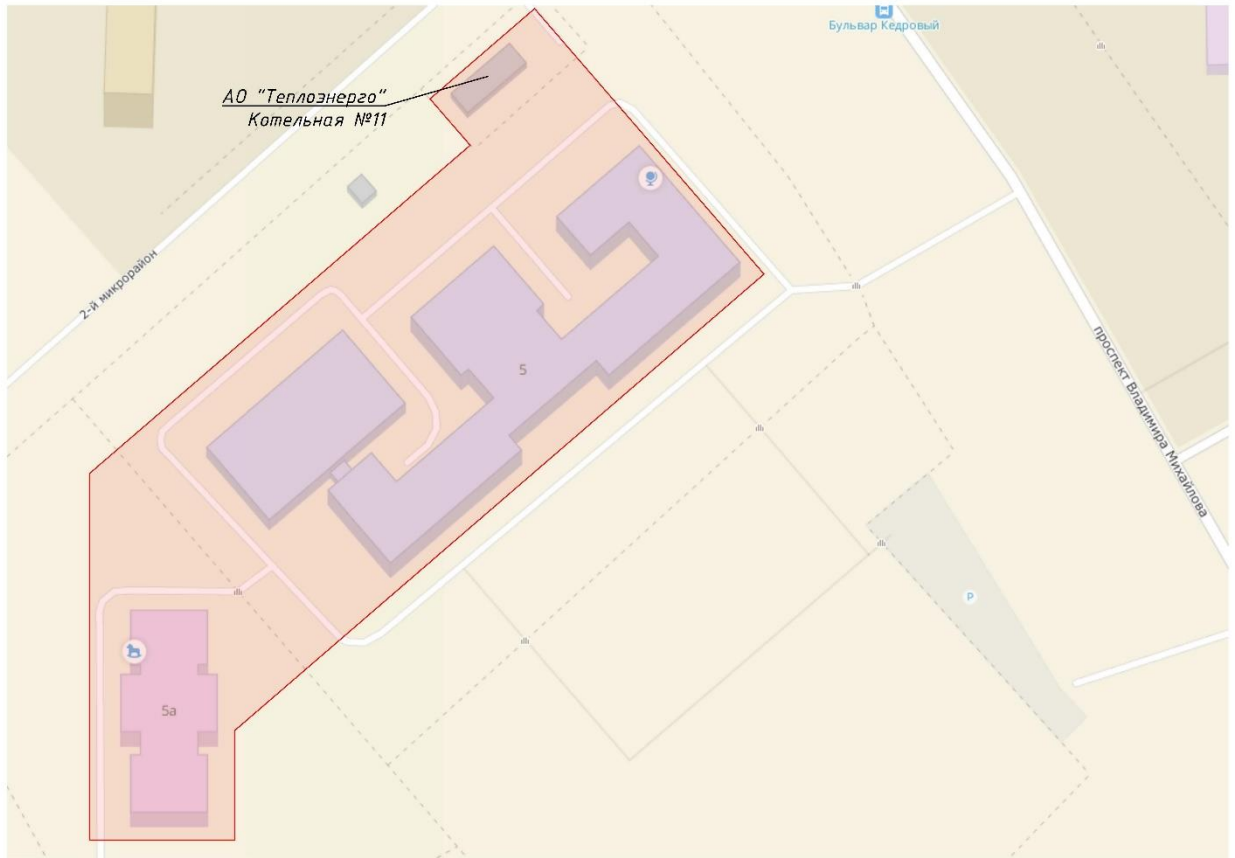 Бульвар Кедровый
АО "Теплоэнерго"
Котельная №11
2-й микрорайон
проспект Владимира Михайлова
5
5а
P